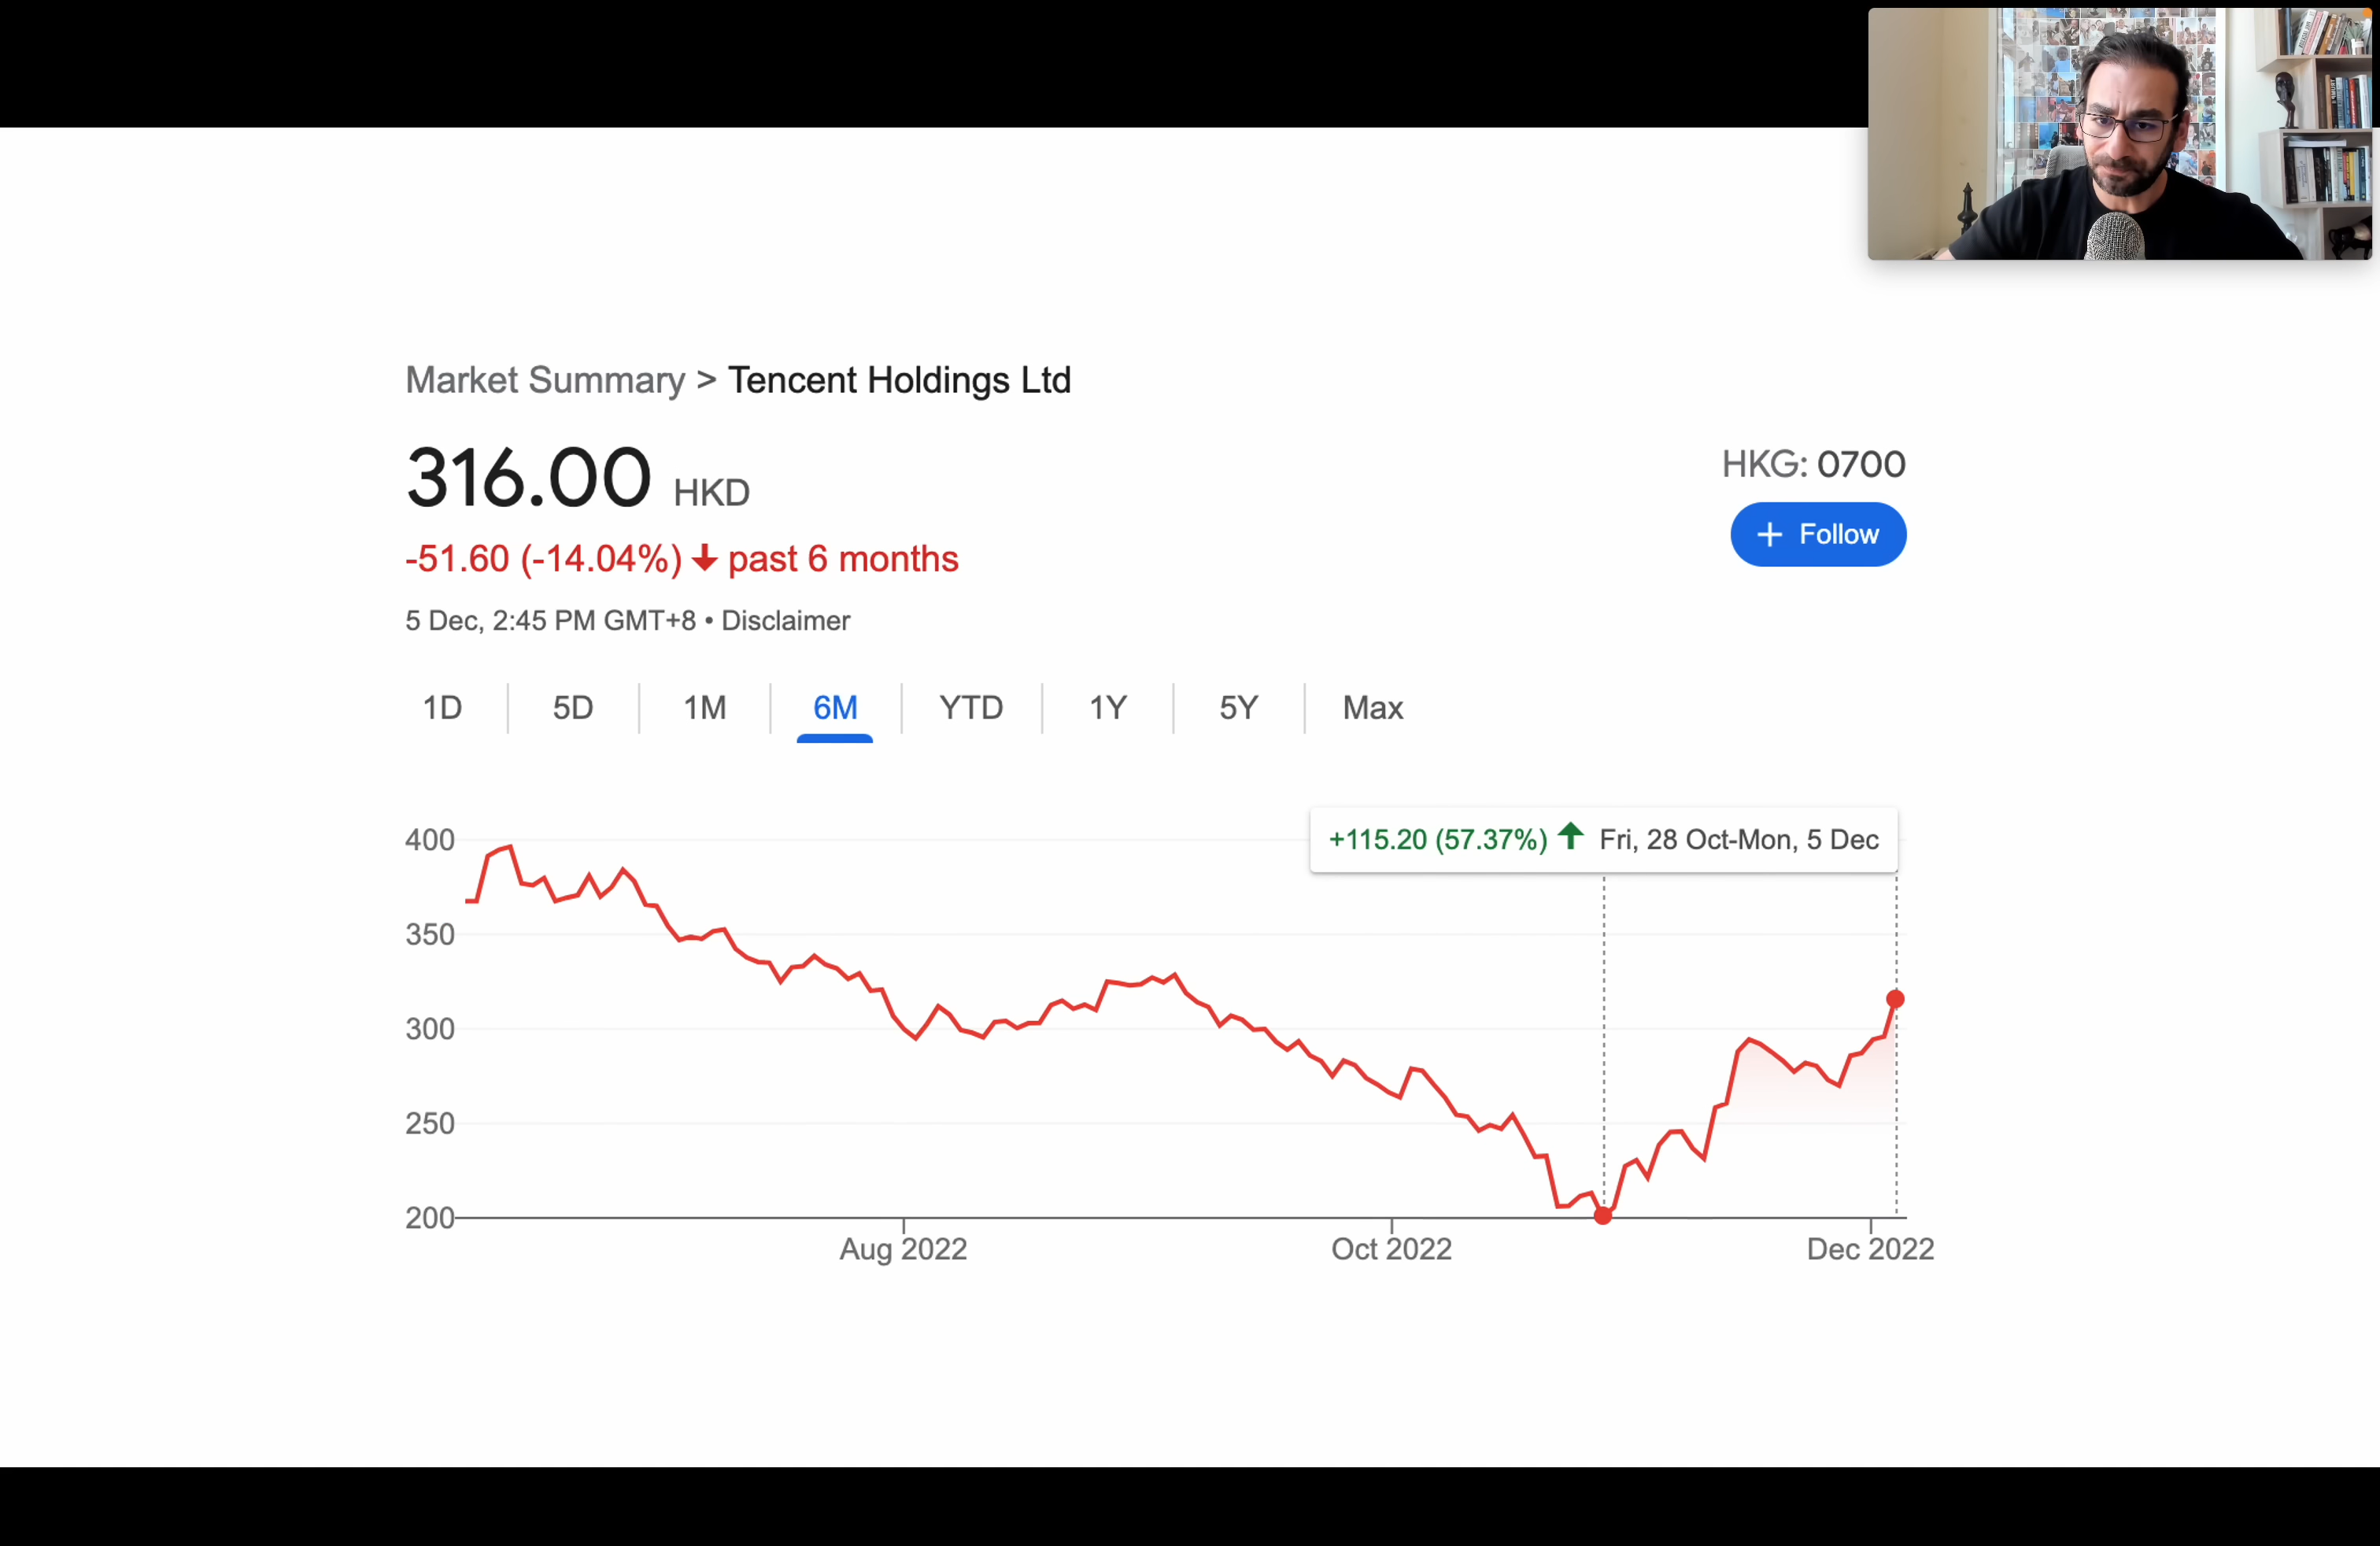 Market Summary > Tencent Holdings Ltd
316.00 HKD
HKG: 0700
+ Follow
-51.60 (-14.04%) past 6 months
5 Dec, 2:45 PM GMT+8 • Disclaimer
1D 5D 1M 6M YTD 1Y 5Y Max
+115.20 (57.37%) Fri, 28 Oct-Mon, 5 Dec
400
350
300
250
200
Aug 2022 Oct 2022 Dec 2022